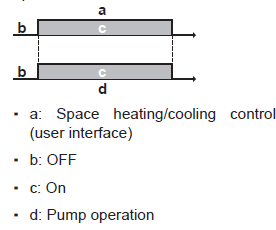 a
b
c
b
c
d
▪ a: Space heating/cooling control
(user interface)
▪ b: OFF
▪ c: On
▪ d: Pump operation